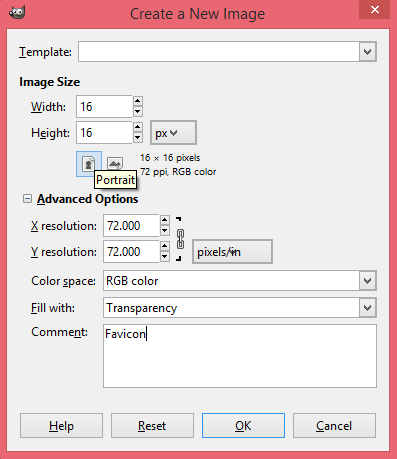 Create a New Image
Template:
Image Size
Width: 16
Height: 16 px
16 × 16 pixels
72 ppi, RGB color
Portrait
Advanced Options
X resolution: 72.000
Y resolution: 72.000 pixels/in
Color space: RGB color
Fill with: Transparency
Comment: Favicon
Help Reset OK Cancel